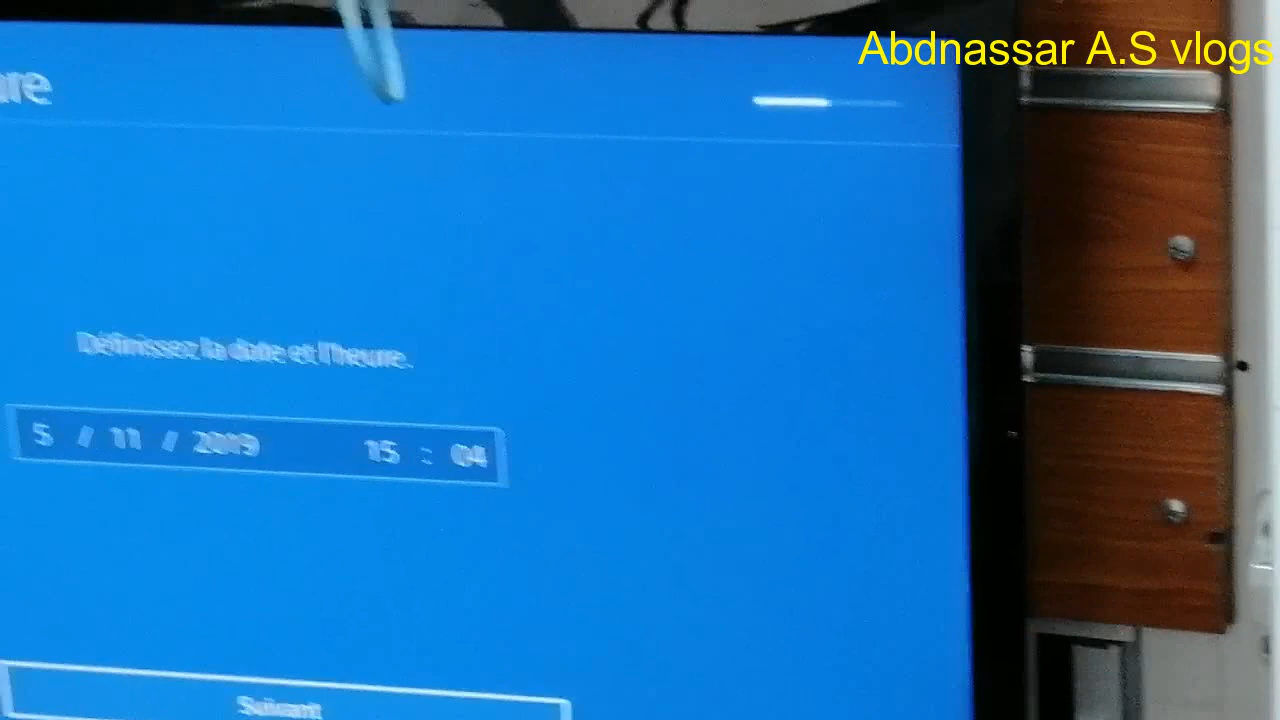 Abdnassar A.S vlogs
Définissez la date et l'heure.
5 / 11 / 2019 15 : 04
Suivant